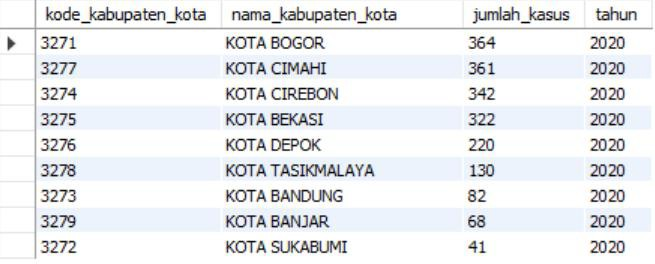 kode_kabupaten_kota nama_kabupaten_kota jumlah_kasus tahun
3271 KOTA BOGOR 364 2020
3277 KOTA CIMAHI 361 2020
3274 KOTA CIREBON 342 2020
3275 KOTA BEKASI 322 2020
3276 KOTA DEPOK 220 2020
3278 KOTA TASIKMALAYA 130 2020
3273 KOTA BANDUNG 82 2020
3279 KOTA BANJAR 68 2020
3272 KOTA SUKABUMI 41 2020